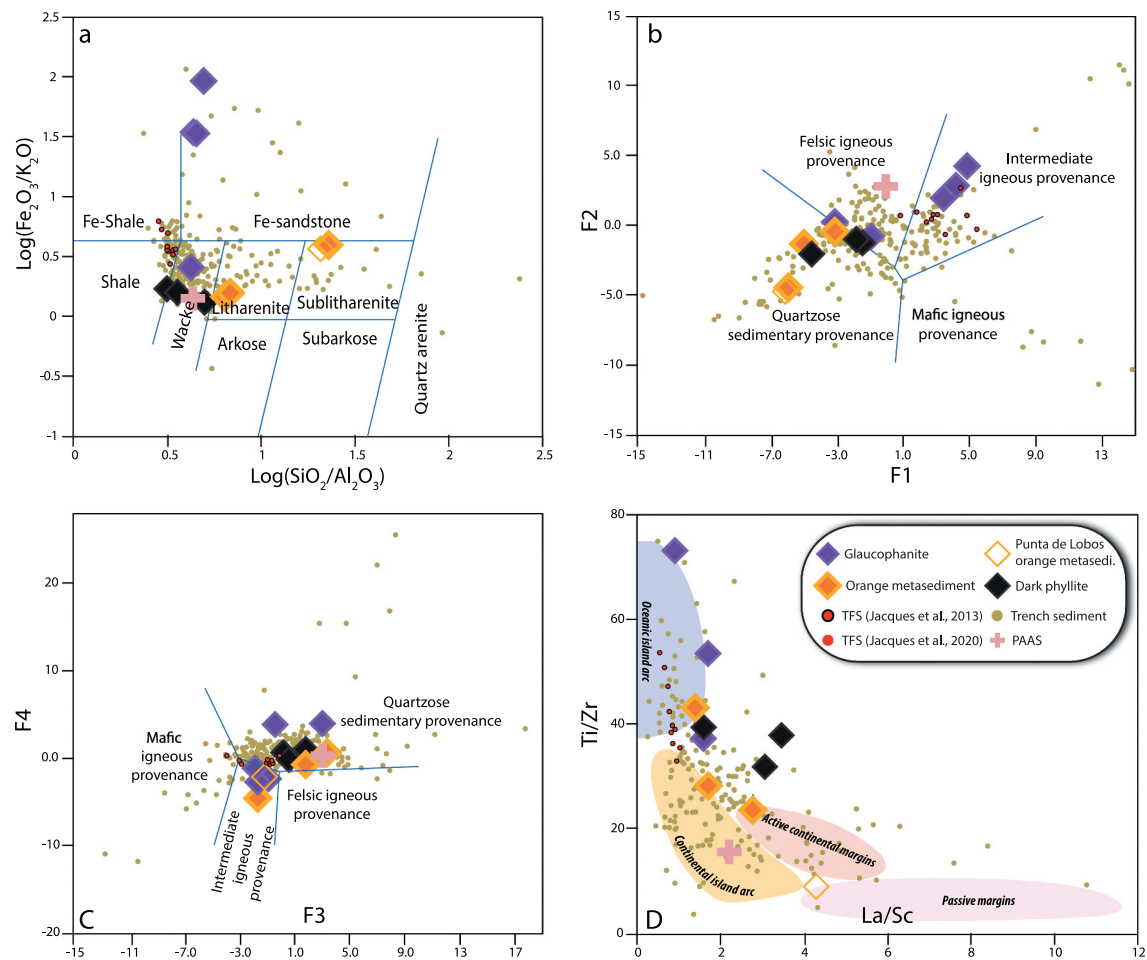 a
2.5
2
1.5
1
0.5
0
-0.5
-1
Log(Fe₂O₃/K₂O)
Fe-Shale
Fe-sandstone
Shale
Wacke
Litharenite
Sublitharenite
Arkose
Subarkose
Quartz arenite
0.5
1
1.5
2
2.5
Log(SiO₂/Al₂O₃)
b
15
10
5.0
0.0
-5.0
-10
-15
F2
Felsic igneous
provenance
Intermediate
igneous provenance
Quartzose
sedimentary provenance
Mafic igneous
provenance
-15
-11
-7.0
-3.0
1.0
5.0
9.0
13
F1
20
10
0.0
-10
-20
F4
Mafic
igneous
provenance
Quartzose
sedimentary provenance
Felsic igneous
provenance
Intermediate
igneous
provenance
C
F3
-15
-11
-7.0
-3.0
1.0
5.0
9.0
13
17
80
60
40
20
0
Ti/Zr
Glaucophanite
Punta de Lobos
orange metasedi.
Orange metasediment
Dark phyllite
TFS (Jacques et al., 2013)
Trench sediment
TFS (Jacques et al., 2020)
PAAS
Oceanic island arc
Continental island arc
Active continental margins
Passive margins
D
La/Sc
0
2
4
6
8
10
12